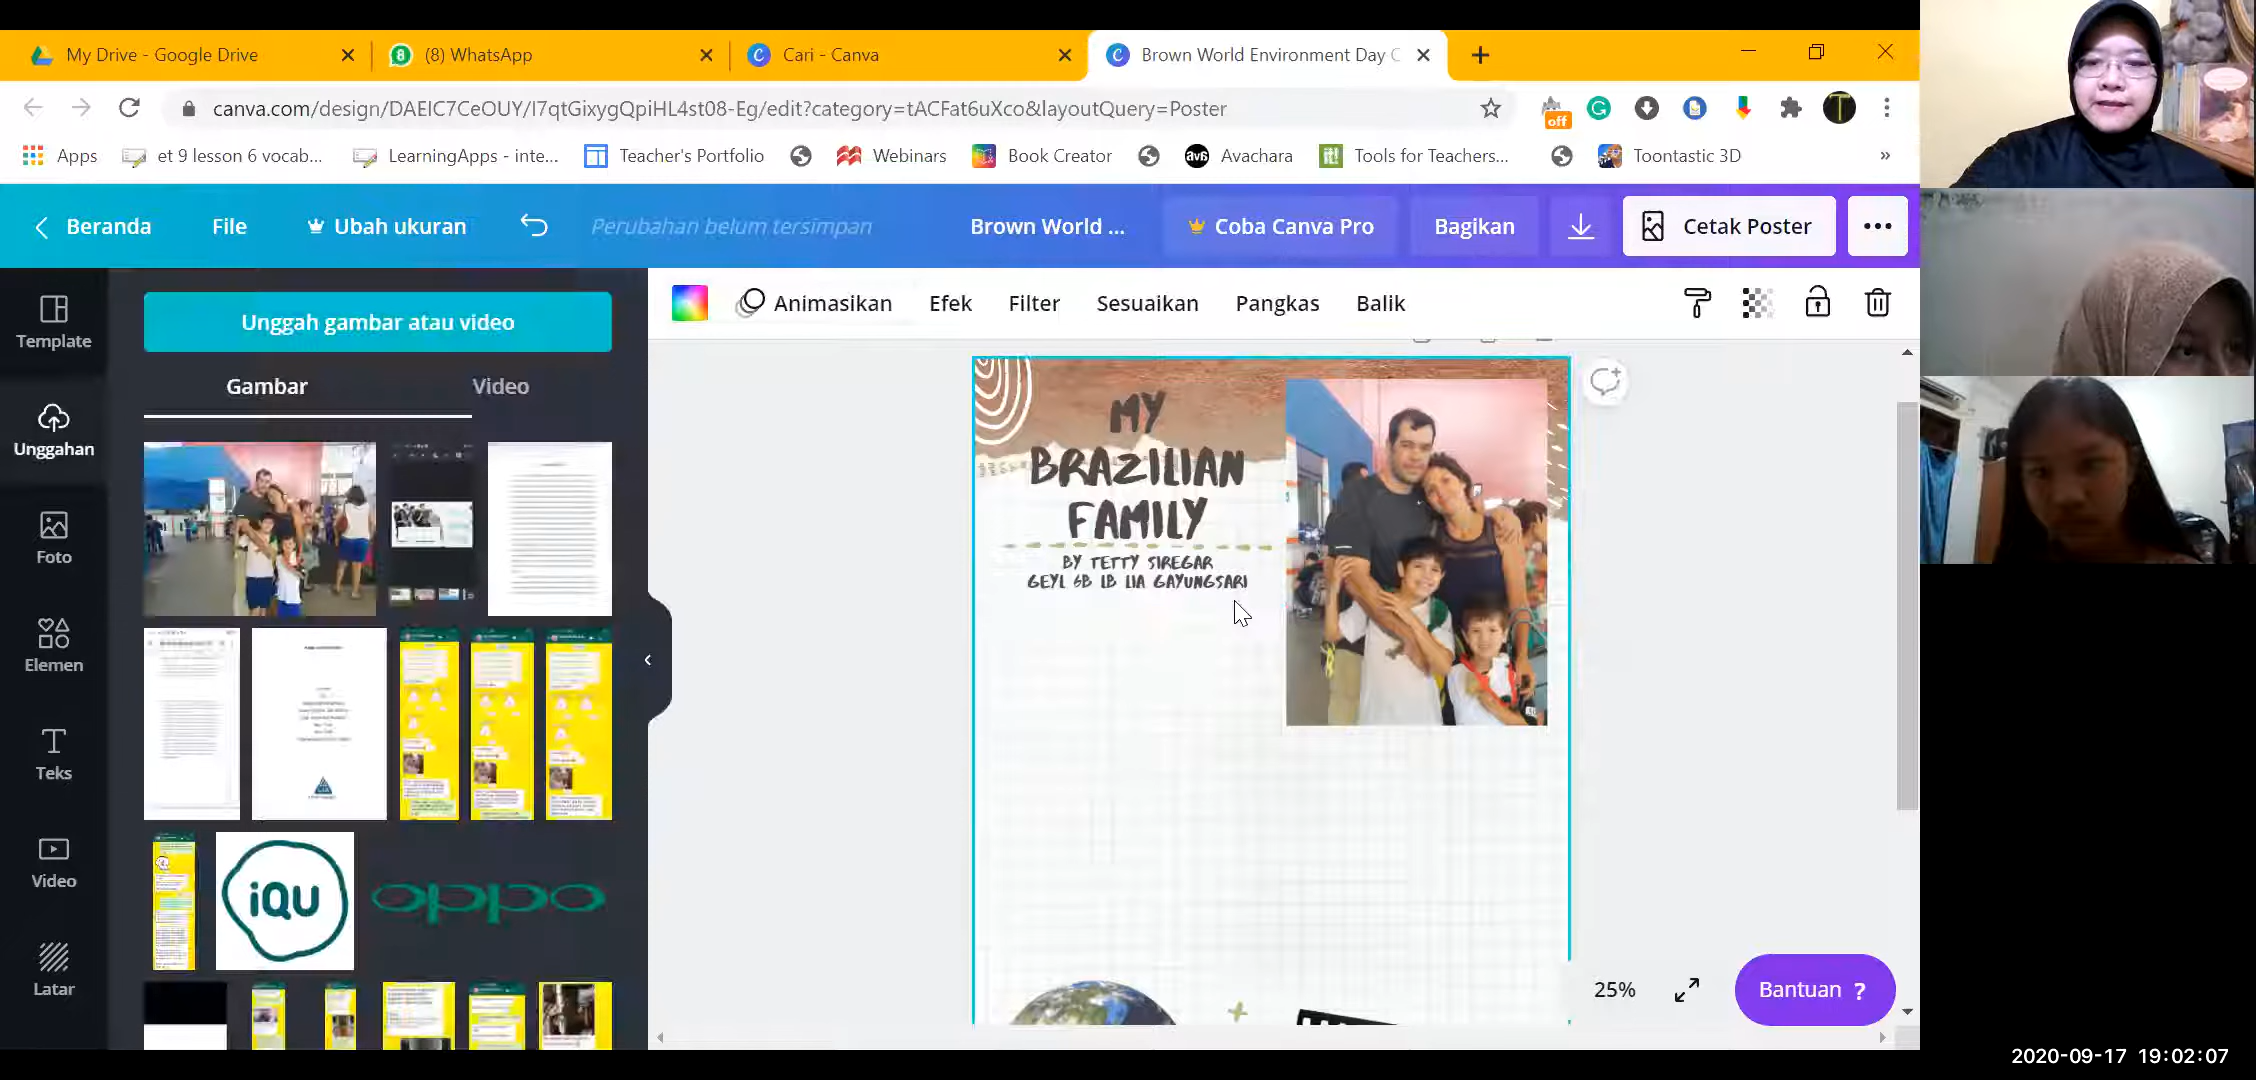 My Drive - Google Drive
(8) WhatsApp
Cari - Canva
Brown World Environment Day C
canva.com/design/DAEIC7CeOUY/I7qtGixygQpiHL4st08-Eg/edit?category=tACFat6uXco&layoutQuery=Poster
off
Apps
et 9 lesson 6 vocab...
LearningApps - inte...
Teacher's Portfolio
Webinars
Book Creator
Avachara
Tools for Teachers...
Toontastic 3D
Beranda
File
Ubah ukuran
Perubahan belum tersimpan
Brown World ...
Coba Canva Pro
Bagikan
Cetak Poster
Template
Unggahan
Foto
Elemen
Teks
Video
Latar
Unggah gambar atau video
Gambar
Video
iQU
oppo
Animasikan
Efek
Filter
Sesuaikan
Pangkas
Balik
MY
BRAZILIAN
FAMILY
BY TETTY SIREGAR
GEYL 6B LB LIA GAYUNGSARI
25%
Bantuan ?
2020-09-17 19:02:07